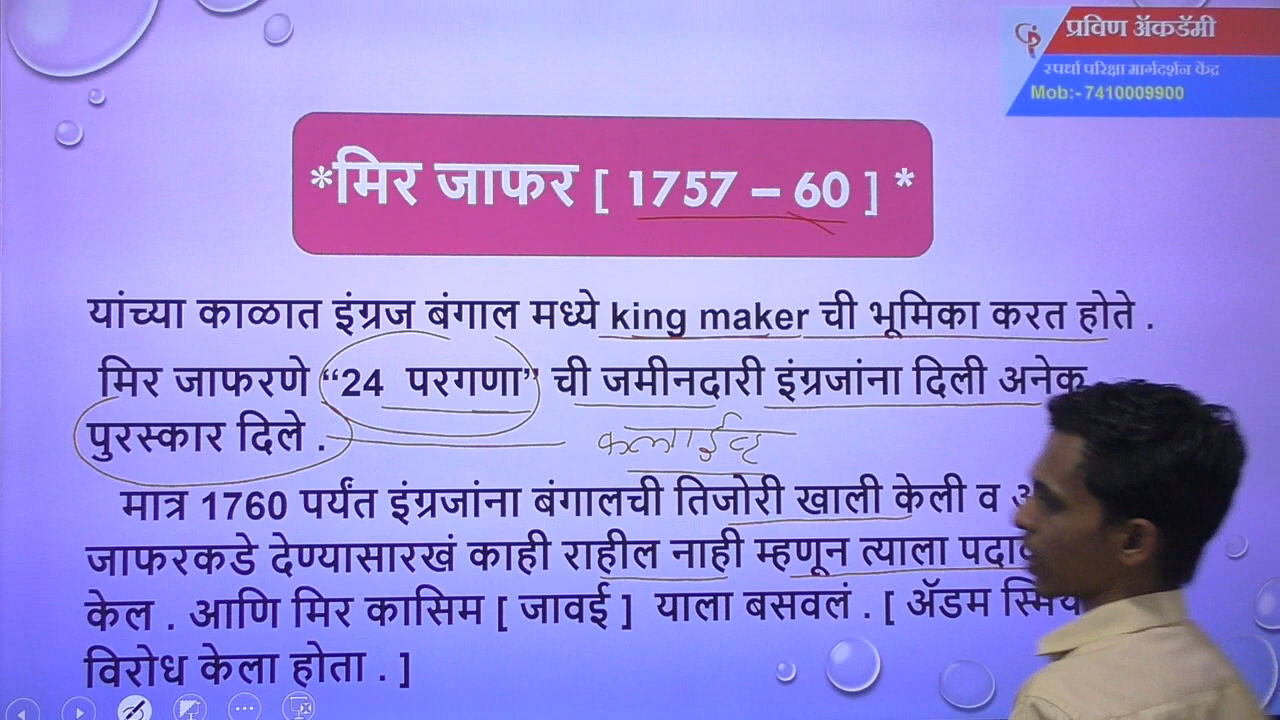 प्रविण ॲकडॅमी
स्पर्धा परिक्षा मार्गदर्शन केंद्र
Mob:- 7410009900
*मिर जाफर [ 1757 – 60 ] *
यांच्या काळात इंग्रज बंगाल मध्ये king maker ची भूमिका करत होते .
मिर जाफरणे “24 परगणा” ची जमीनदारी इंग्रजांना दिली अनेक
पुरस्कार दिले .
क्लाईव्ह
मात्र 1760 पर्यंत इंग्रजांना बंगालची तिजोरी खाली केली व
जाफरकडे देण्यासारखं काही राहील नाही म्हणून त्याला
केल . आणि मिर कासिम [ जावई ] याला बसवलं . [ ॲडम स्मिथ
विरोध केला होता . ]